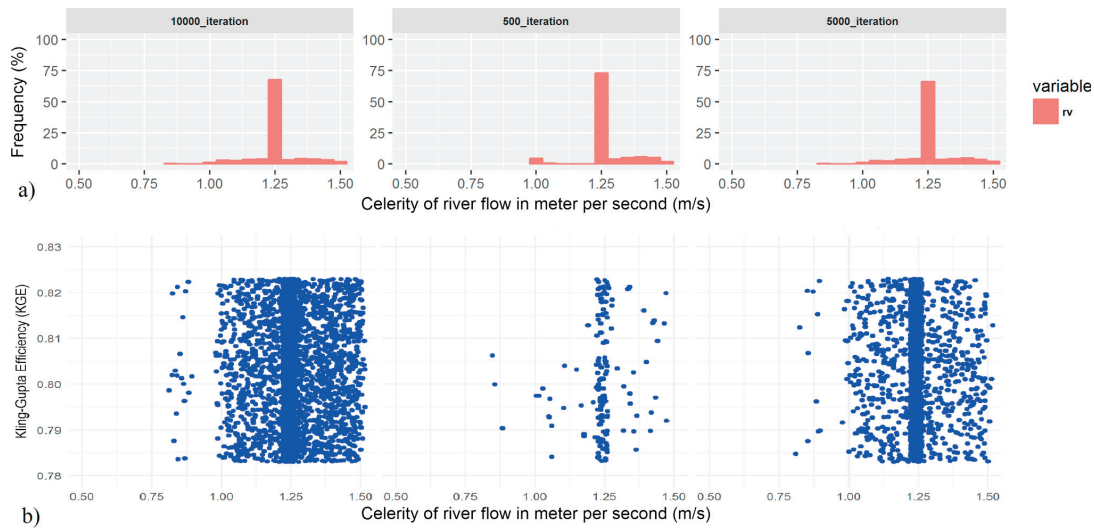 10000_iteration 500_iteration 5000_iteration
Frequency (%)
100
75
50
25
0
0.50 0.75 1.00 1.25 1.50 0.50 0.75 1.00 1.25 1.50 0.50 0.75 1.00 1.25 1.50
Celerity of river flow in meter per second (m/s)
variable
rv
a)
Kling-Gupta Efficiency (KGE)
0.83
0.82
0.81
0.80
0.79
0.78
0.50 0.75 1.00 1.25 1.50 0.50 0.75 1.00 1.25 1.50 0.50 0.75 1.00 1.25 1.50
Celerity of river flow in meter per second (m/s)
b)